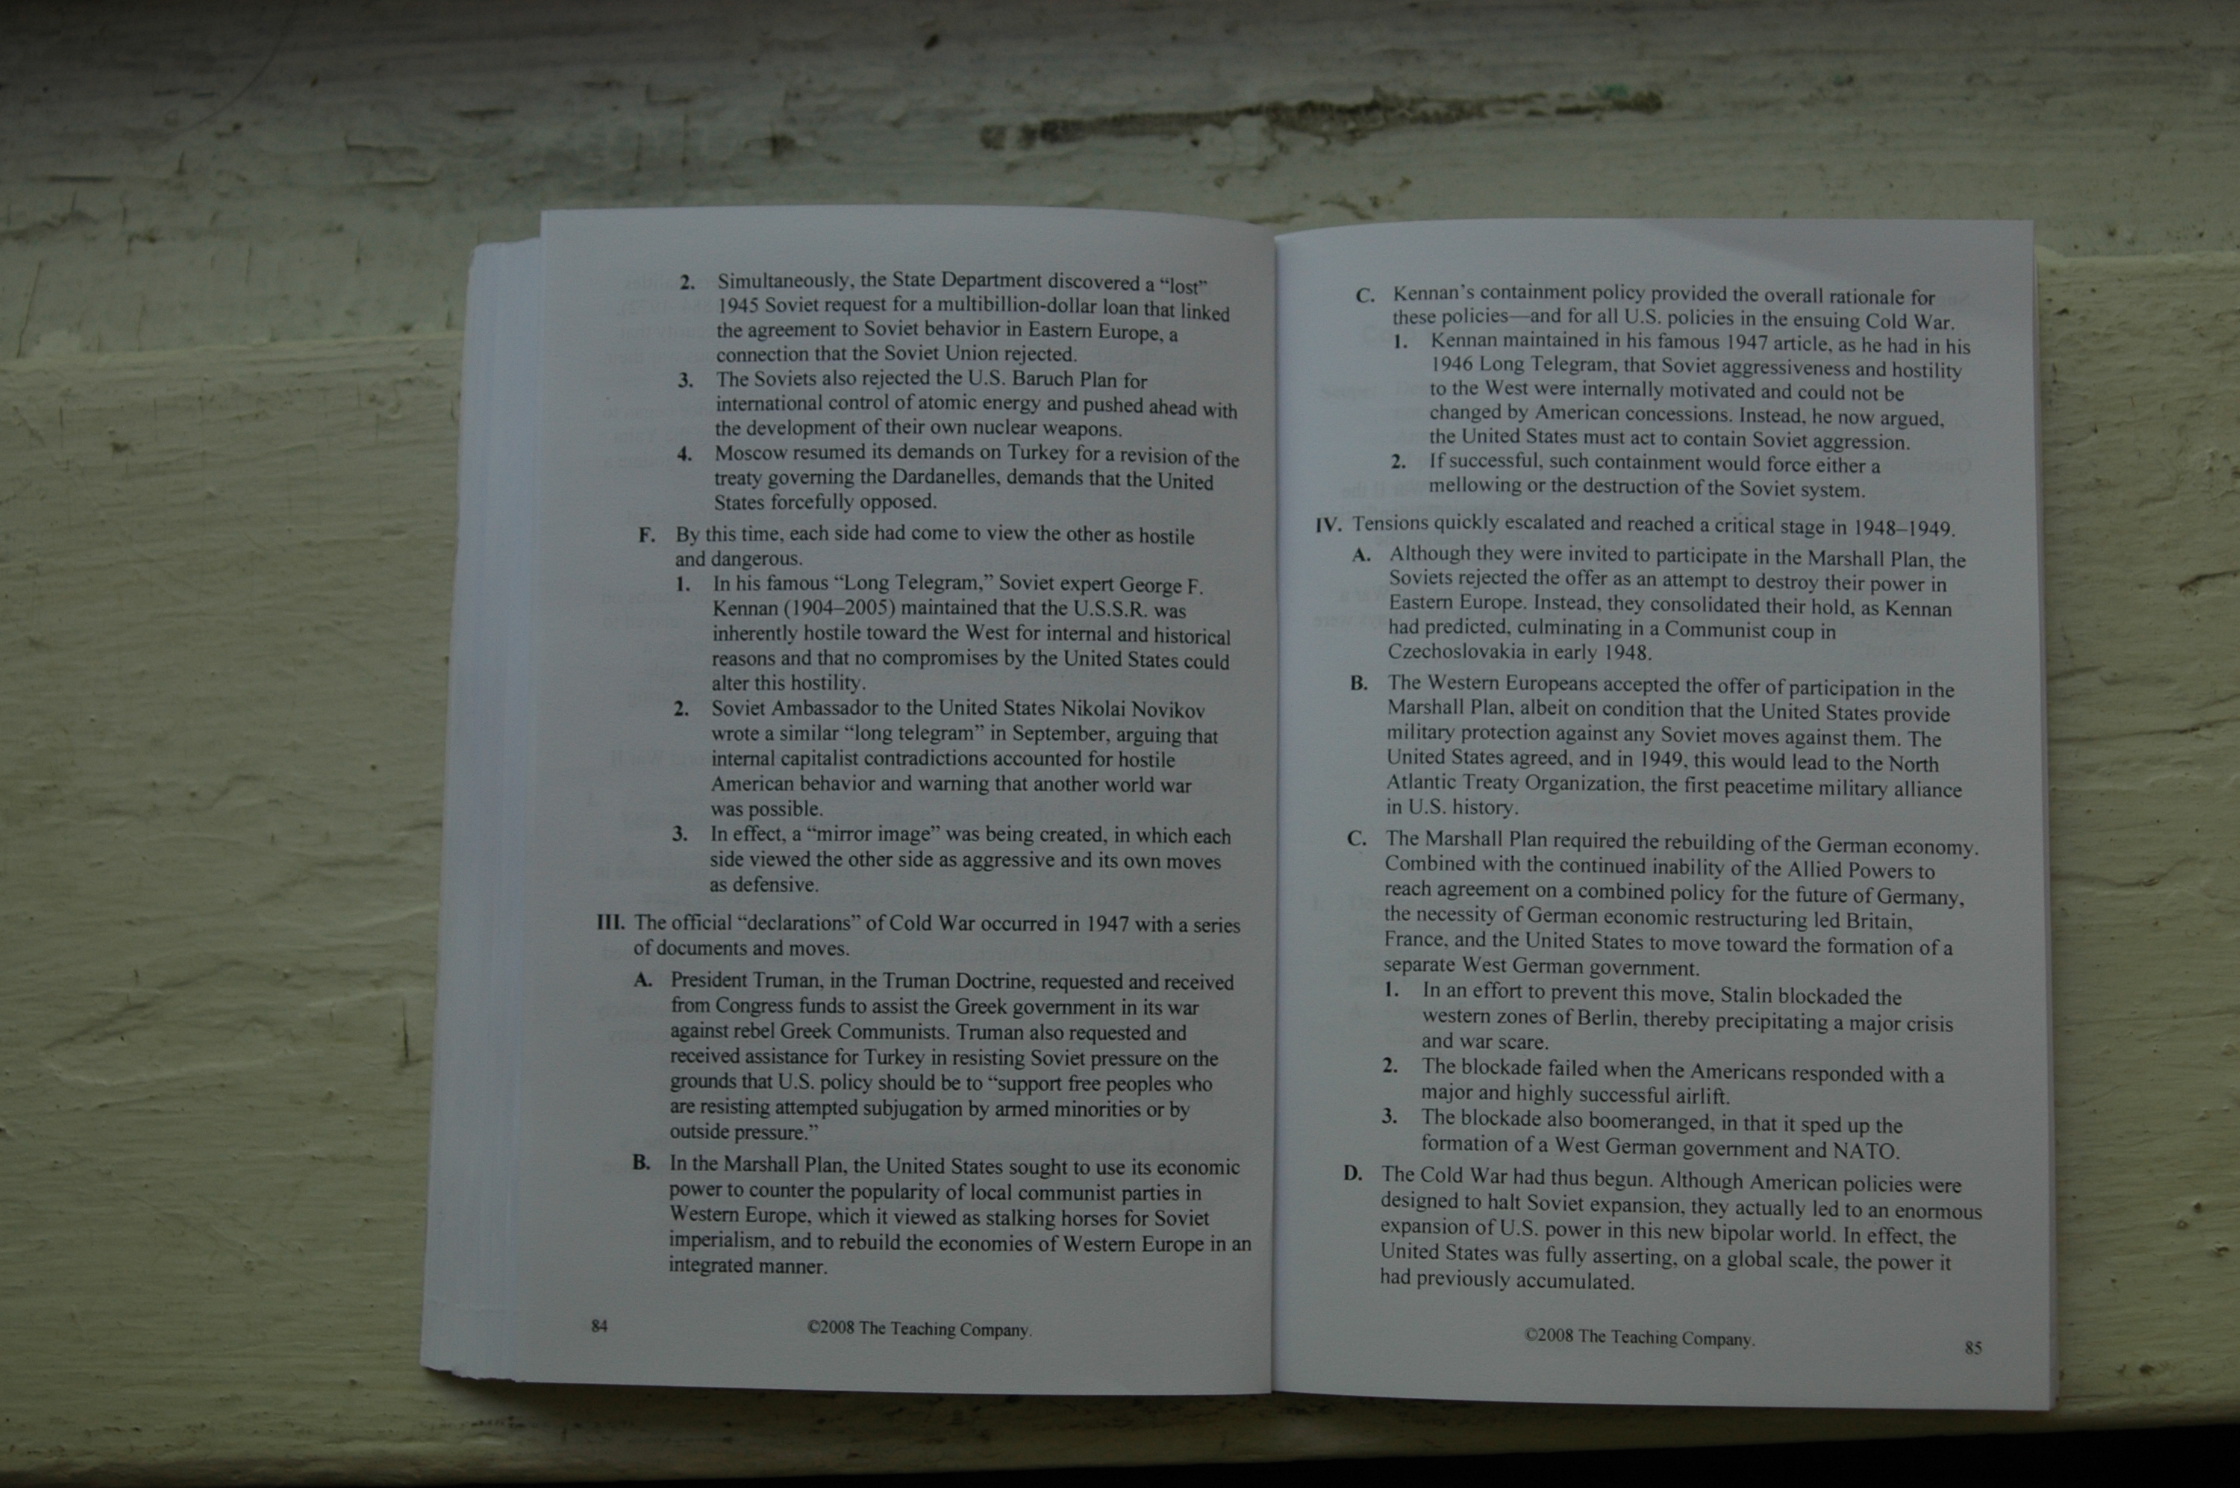 2. Simultaneously, the State Department discovered a “lost”
1945 Soviet request for a multibillion-dollar loan that linked
the agreement to Soviet behavior in Eastern Europe, a
connection that the Soviet Union rejected.
3. The Soviets also rejected the U.S. Baruch Plan for
international control of atomic energy and pushed ahead with
the development of their own nuclear weapons.
4. Moscow resumed its demands on Turkey for a revision of the
treaty governing the Dardanelles, demands that the United
States forcefully opposed.
F. By this time, each side had come to view the other as hostile
and dangerous.
1. In his famous “Long Telegram,” Soviet expert George F.
Kennan (1904–2005) maintained that the U.S.S.R. was
inherently hostile toward the West for internal and historical
reasons and that no compromises by the United States could
alter this hostility.
2. Soviet Ambassador to the United States Nikolai Novikov
wrote a similar “long telegram” in September, arguing that
internal capitalist contradictions accounted for hostile
American behavior and warning that another world war
was possible.
3. In effect, a “mirror image” was being created, in which each
side viewed the other side as aggressive and its own moves
as defensive.
III. The official “declarations” of Cold War occurred in 1947 with a series
of documents and moves.
A. President Truman, in the Truman Doctrine, requested and received
from Congress funds to assist the Greek government in its war
against rebel Greek Communists. Truman also requested and
received assistance for Turkey in resisting Soviet pressure on the
grounds that U.S. policy should be to “support free peoples who
are resisting attempted subjugation by armed minorities or by
outside pressure.”
B. In the Marshall Plan, the United States sought to use its economic
power to counter the popularity of local communist parties in
Western Europe, which it viewed as stalking horses for Soviet
imperialism, and to rebuild the economies of Western Europe in an
integrated manner.
84 ©2008 The Teaching Company.
C. Kennan’s containment policy provided the overall rationale for
these policies—and for all U.S. policies in the ensuing Cold War.
1. Kennan maintained in his famous 1947 article, as he had in his
1946 Long Telegram, that Soviet aggressiveness and hostility
to the West were internally motivated and could not be
changed by American concessions. Instead, he now argued,
the United States must act to contain Soviet aggression.
2. If successful, such containment would force either a
mellowing or the destruction of the Soviet system.
IV. Tensions quickly escalated and reached a critical stage in 1948–1949.
A. Although they were invited to participate in the Marshall Plan, the
Soviets rejected the offer as an attempt to destroy their power in
Eastern Europe. Instead, they consolidated their hold, as Kennan
had predicted, culminating in a Communist coup in
Czechoslovakia in early 1948.
B. The Western Europeans accepted the offer of participation in the
Marshall Plan, albeit on condition that the United States provide
military protection against any Soviet moves against them. The
United States agreed, and in 1949, this would lead to the North
Atlantic Treaty Organization, the first peacetime military alliance
in U.S. history.
C. The Marshall Plan required the rebuilding of the German economy.
Combined with the continued inability of the Allied Powers to
reach agreement on a combined policy for the future of Germany,
the necessity of German economic restructuring led Britain,
France, and the United States to move toward the formation of a
separate West German government.
1. In an effort to prevent this move, Stalin blockaded the
western zones of Berlin, thereby precipitating a major crisis
and war scare.
2. The blockade failed when the Americans responded with a
major and highly successful airlift.
3. The blockade also boomeranged, in that it sped up the
formation of a West German government and NATO.
D. The Cold War had thus begun. Although American policies were
designed to halt Soviet expansion, they actually led to an enormous
expansion of U.S. power in this new bipolar world. In effect, the
United States was fully asserting, on a global scale, the power it
had previously accumulated.
©2008 The Teaching Company. 85